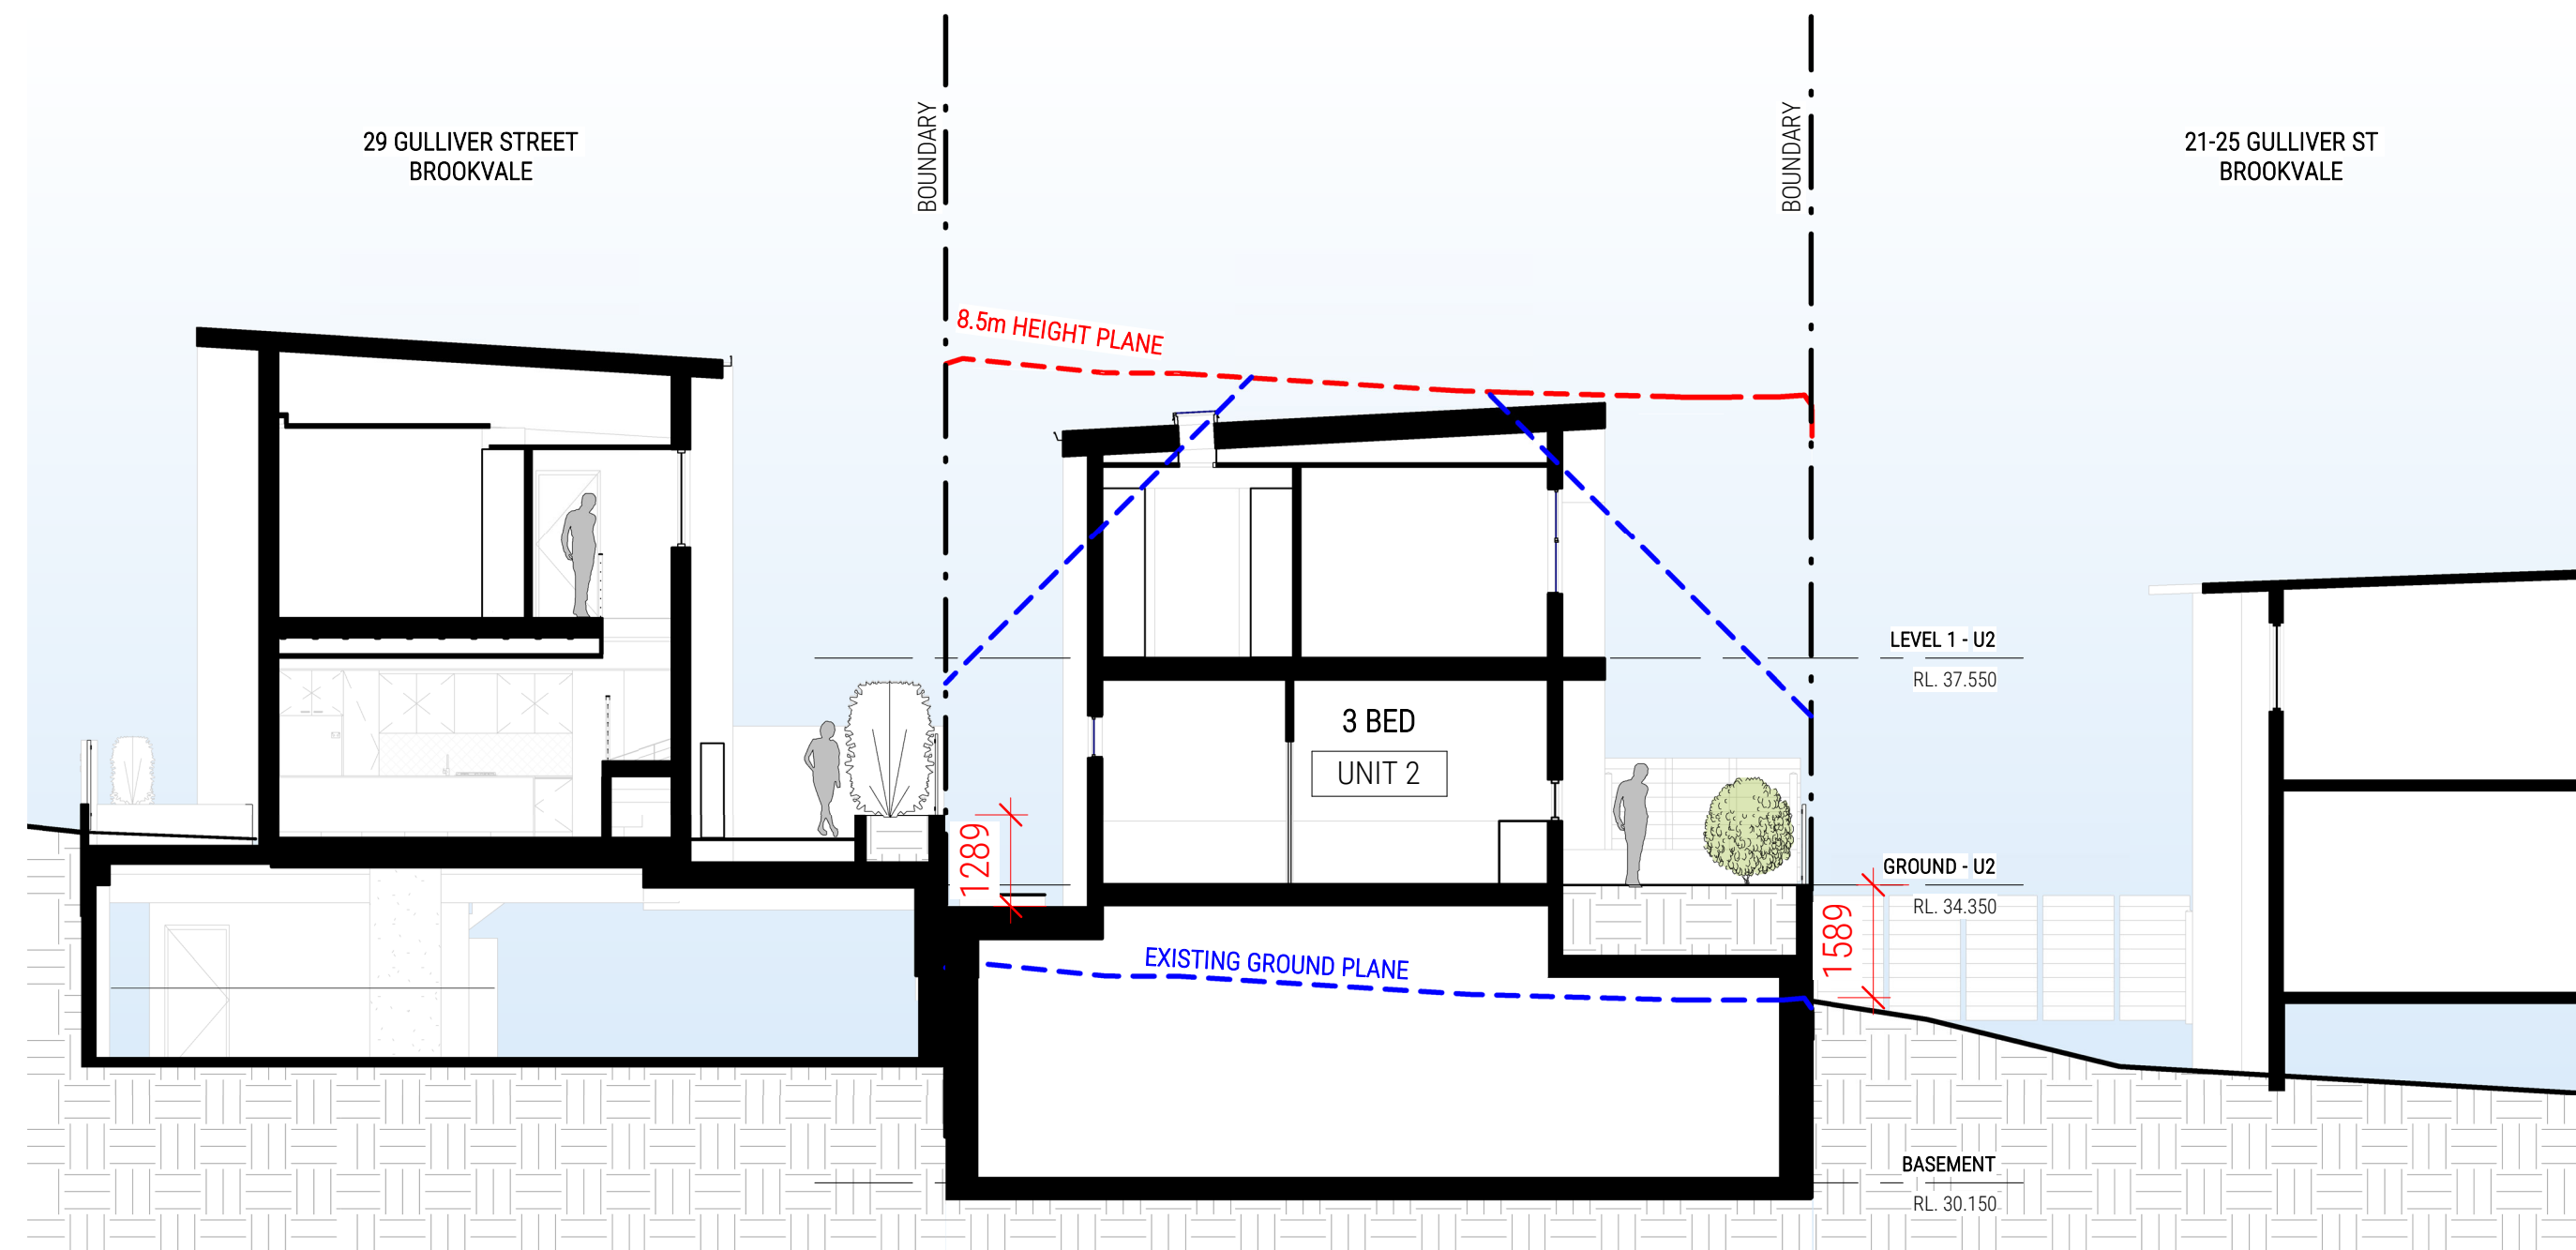 29 GULLIVER STREET
BROOKVALE
BOUNDARY
BOUNDARY
21-25 GULLIVER ST
BROOKVALE
8.5m HEIGHT PLANE
LEVEL 1 - U2
RL. 37.550
3 BED
UNIT 2
1289
GROUND - U2
RL. 34.350
1589
EXISTING GROUND PLANE
BASEMENT
RL. 30.150